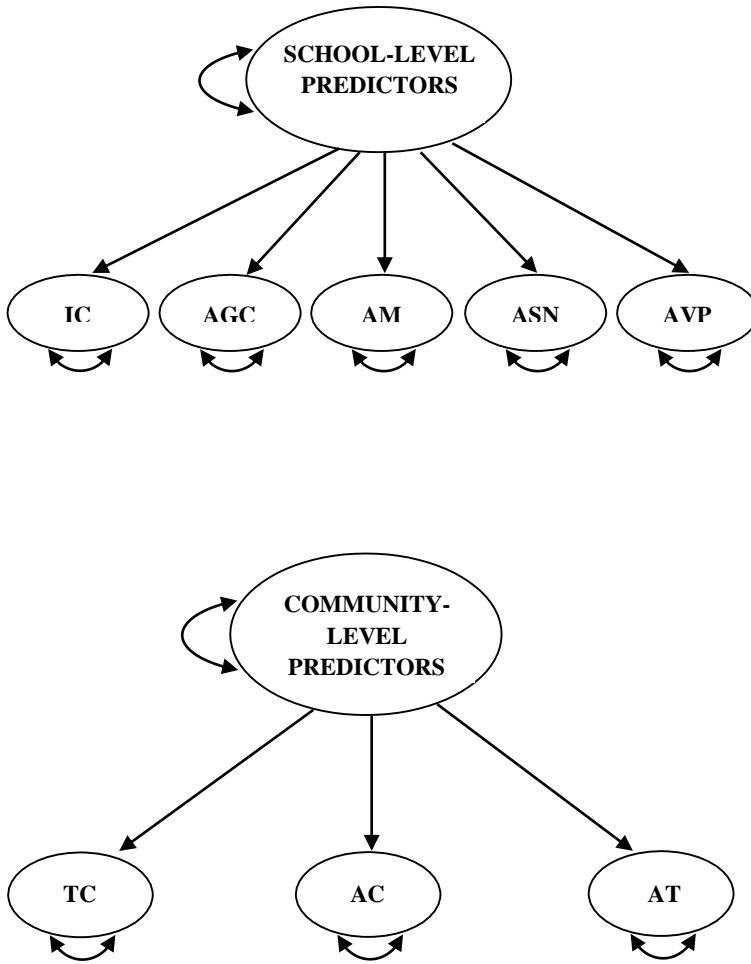 SCHOOL-LEVEL
PREDICTORS
IC AGC AM ASN AVP
COMMUNITY-
LEVEL
PREDICTORS
TC AC AT